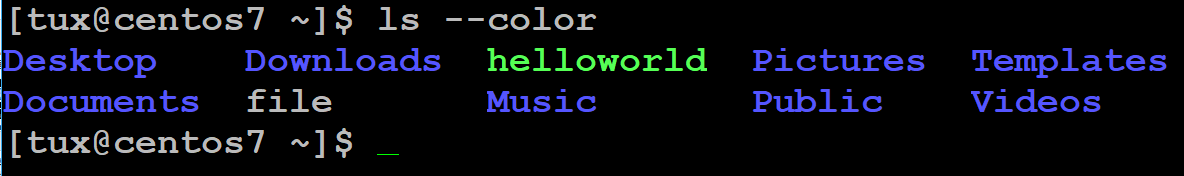 [tux@centos7 ~]$ ls --color
Desktop Downloads helloworld Pictures Templates
Documents file Music Public Videos
[tux@centos7 ~]$ _